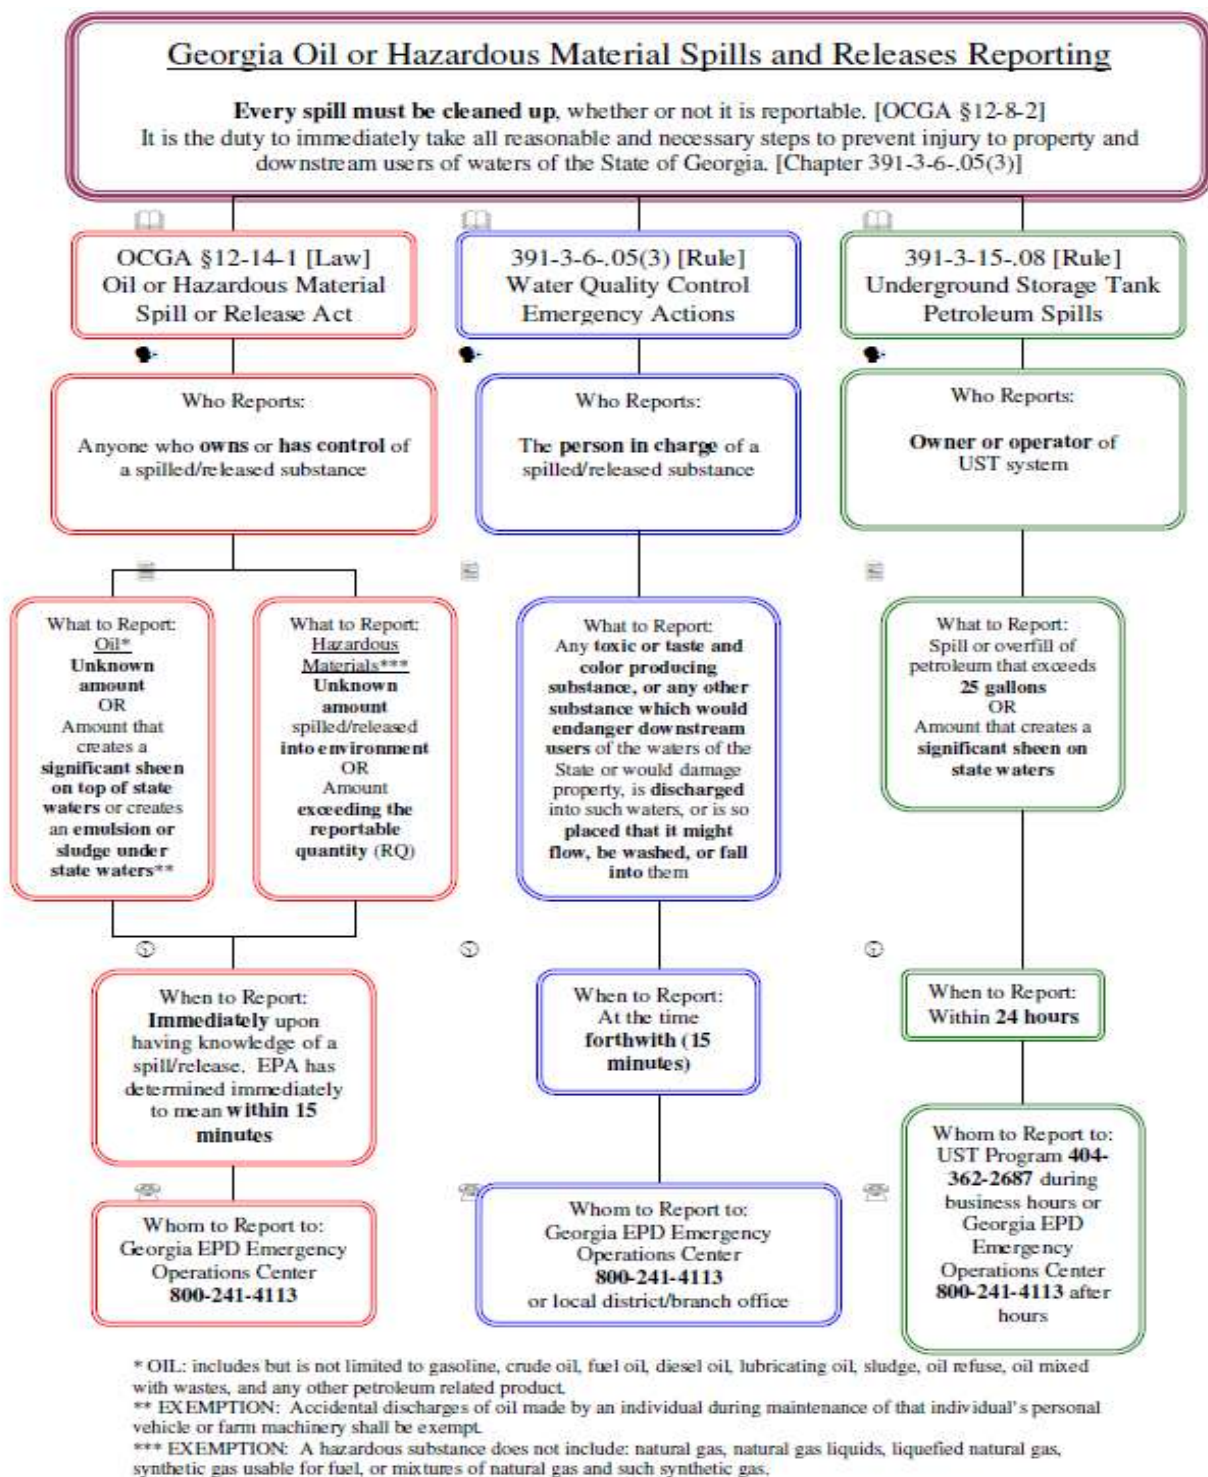 Georgia Oil or Hazardous Material Spills and Releases Reporting
Every spill must be cleaned up, whether or not it is reportable. [OCGA §12-8-2]
It is the duty to immediately take all reasonable and necessary steps to prevent injury to property and
downstream users of waters of the State of Georgia. [Chapter 391-3-6-.05(3)]
OCGA §12-14-1 [Law]
Oil or Hazardous Material
Spill or Release Act
Who Reports:
Anyone who owns or has control of
a spilled/released substance
What to Report:
Oil*
Unknown
amount
OR
Amount that
creates a
significant sheen
on top of state
waters or creates
an emulsion or
sludge under
state waters**
What to Report:
Hazardous
Materials***
Unknown
amount
spilled/released
into environment
OR
Amount
exceeding the
reportable
quantity (RQ)
When to Report:
Immediately upon
having knowledge of a
spill/release. EPA has
determined immediately
to mean within 15
minutes
Whom to Report to:
Georgia EPD Emergency
Operations Center
800-241-4113
391-3-6-.05(3) [Rule]
Water Quality Control
Emergency Actions
Who Reports:
The person in charge of a
spilled/released substance
What to Report:
Any toxic or taste and
color producing
substance, or any other
substance which would
endanger downstream
users of the waters of the
State or would damage
property, is discharged
into such waters, or is so
placed that it might
flow, be washed, or fall
into them
When to Report:
At the time
forthwith (15
minutes)
Whom to Report to:
Georgia EPD Emergency
Operations Center
800-241-4113
or local district/branch office
391-3-15-.08 [Rule]
Underground Storage Tank
Petroleum Spills
Who Reports:
Owner or operator of
UST system
What to Report:
Spill or overfill of
petroleum that exceeds
25 gallons
OR
Amount that creates a
significant sheen on
state waters
When to Report:
Within 24 hours
Whom to Report to:
UST Program 404-
362-2687 during
business hours or
Georgia EPD
Emergency
Operations Center
800-241-4113 after
hours
* OIL: includes but is not limited to gasoline, crude oil, fuel oil, diesel oil, lubricating oil, sludge, oil refuse, oil mixed
with wastes, and any other petroleum related product.
** EXEMPTION: Accidental discharges of oil made by an individual during maintenance of that individual's personal
vehicle or farm machinery shall be exempt.
*** EXEMPTION: A hazardous substance does not include: natural gas, natural gas liquids, liquefied natural gas,
synthetic gas usable for fuel, or mixtures of natural gas and such synthetic gas.